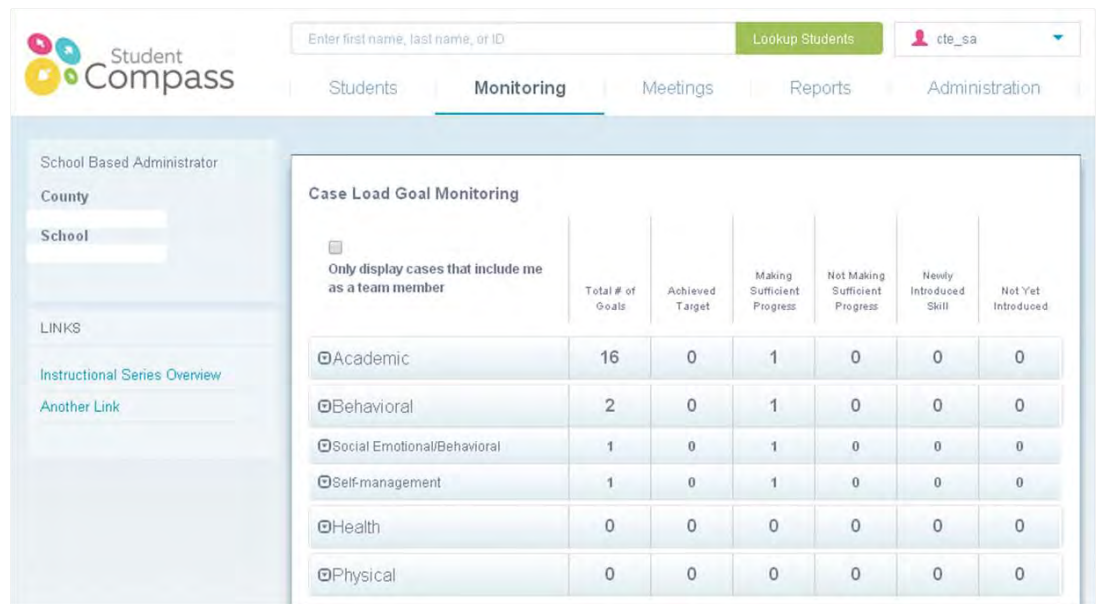 Student
Compass
Enter first name, last name, or ID
Lookup Students
cte_sa
Students Monitoring Meetings Reports Administration
School Based Administrator
County
School
LINKS
Instructional Series Overview
Another Link
Case Load Goal Monitoring
Only display cases that include me
as a team member
Total # of
Goals
Achieved
Target
Making
Sufficient
Progress
Not Making
Sufficient
Progress
Newly
Introduced
Skill
Not Yet
Introduced
Academic 16 0 1 0 0 0
Behavioral 2 0 1 0 0 0
Social Emotional/Behavioral 1 0 1 0 0 0
Self-management 1 0 1 0 0 0
Health 0 0 0 0 0 0
Physical 0 0 0 0 0 0